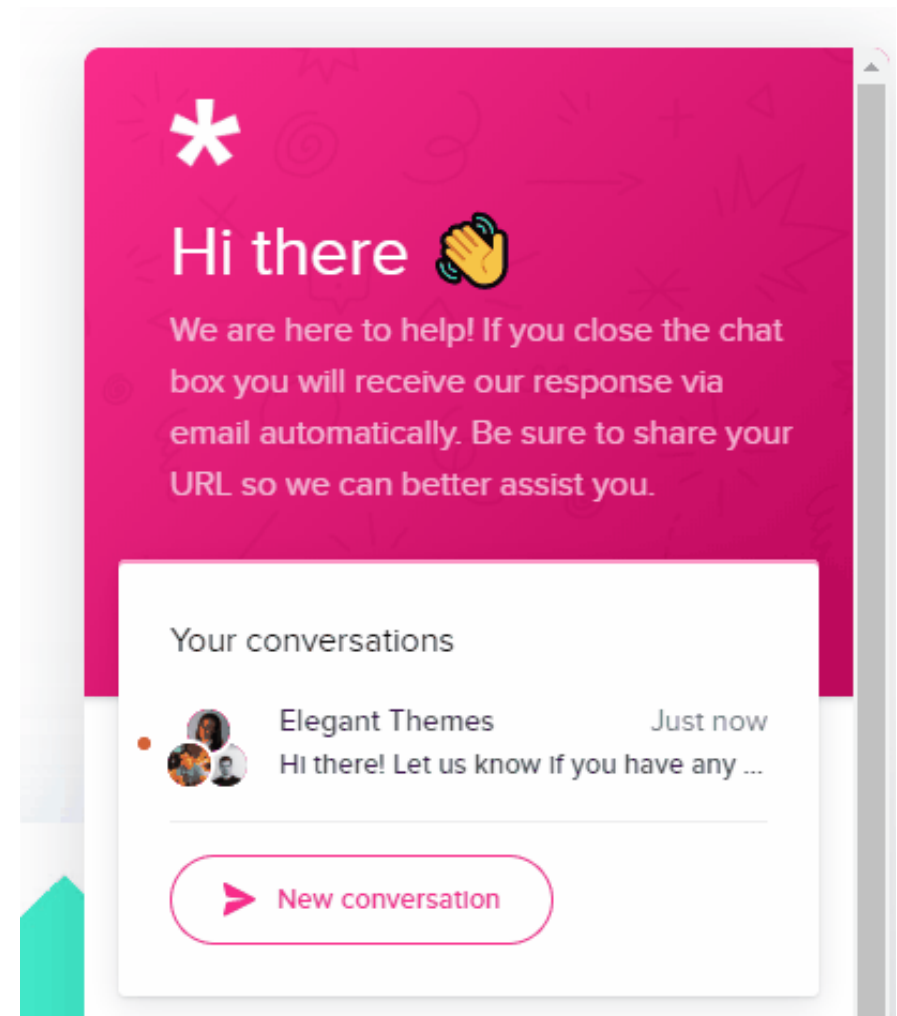 Hi there 👋
We are here to help! If you close the chat
box you will receive our response via
email automatically. Be sure to share your
URL so we can better assist you.
Your conversations
Elegant Themes Just now
Hi there! Let us know if you have any ...
New conversation